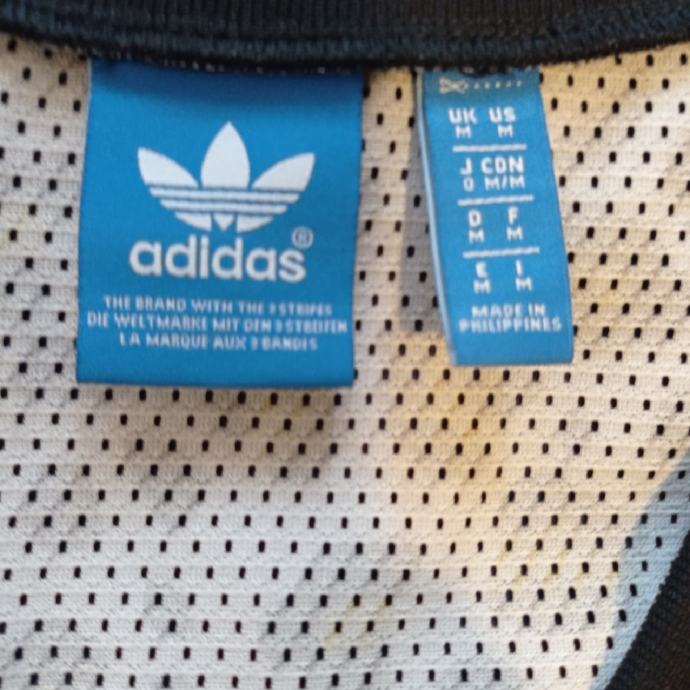 adidas®
THE BRAND WITH THE 3 STRIPES
DIE WELTMARKE MIT DEN 3 STREIFEN
LA MARQUE AUX 3 BANDES
UK US
M M
J CDN
O M/M
D F
M M
E I
M M
MADE IN
PHILIPPINES